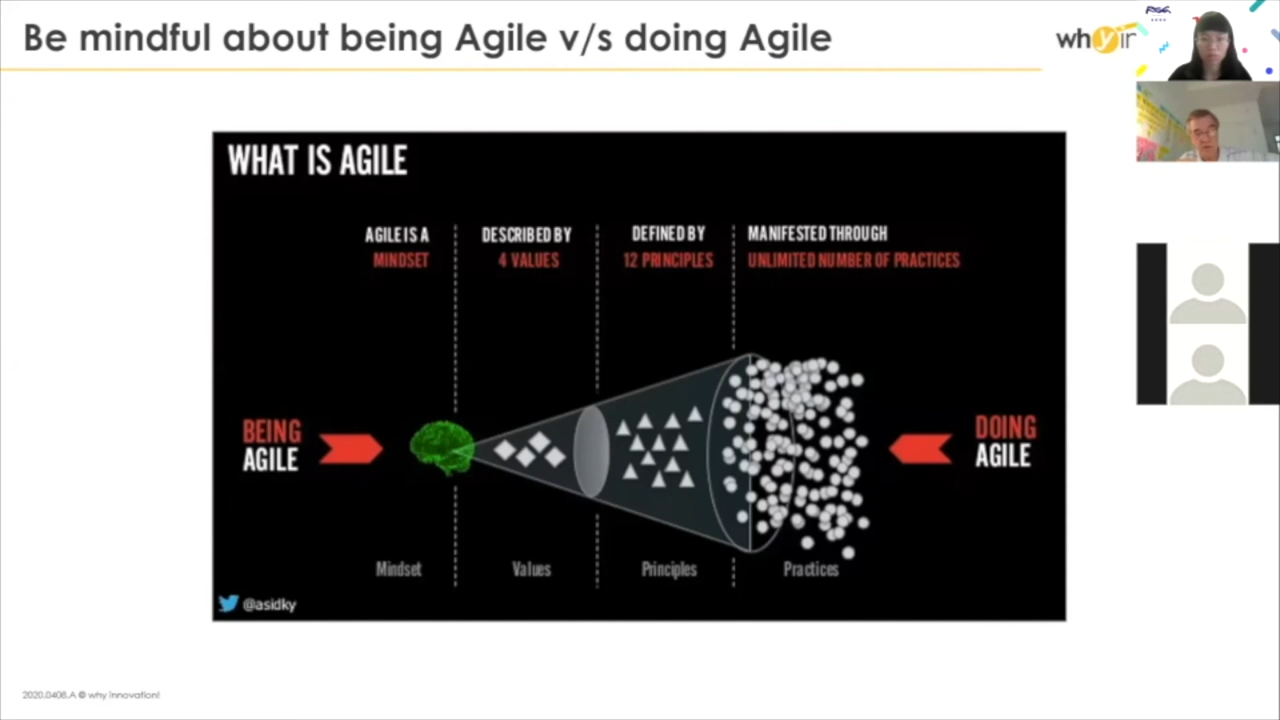 Be mindful about being Agile v/s doing Agile
whyin
WHAT IS AGILE
AGILE IS A
MINDSET
DESCRIBED BY
4 VALUES
DEFINED BY
12 PRINCIPLES
MANIFESTED THROUGH
UNLIMITED NUMBER OF PRACTICES
BEING
AGILE
DOING
AGILE
Mindset
Values
Principles
Practices
@asidky
2020.0408.A © why innovation!